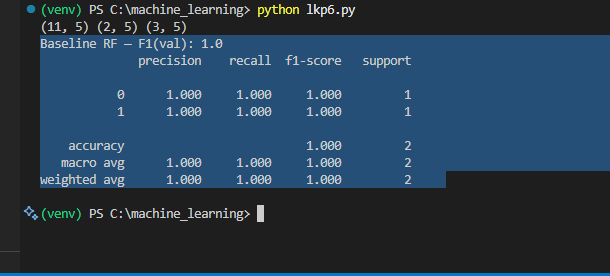 (venv) PS C:\machine_learning> python lkp6.py
(11, 5) (2, 5) (3, 5)
Baseline RF — F1(val): 1.0
precision recall f1-score support
0 1.000 1.000 1.000 1
1 1.000 1.000 1.000 1
accuracy 1.000 2
macro avg 1.000 1.000 1.000 2
weighted avg 1.000 1.000 1.000 2
(venv) PS C:\machine_learning>